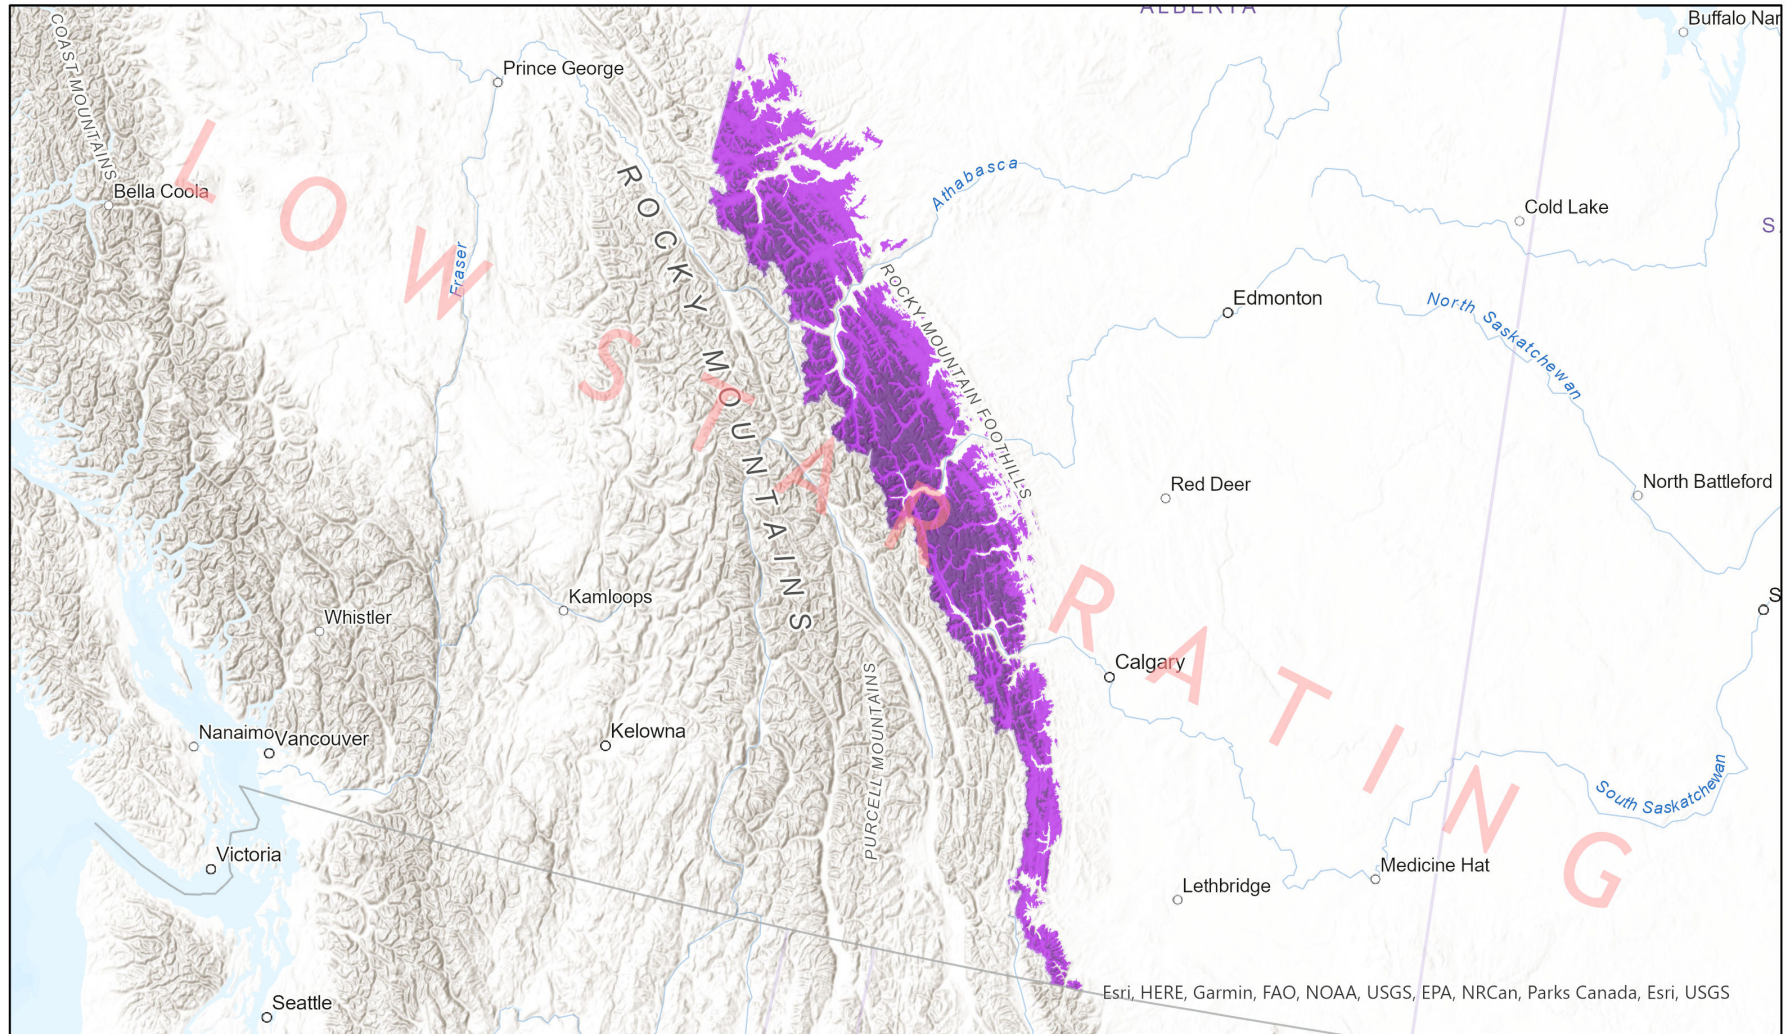 ALBERTA
Buffalo Nar
COAST MOUNTAINS
Prince George
Bella Coola
Fraser
Athabasca
Cold Lake
S
ROCKY MOUNTAINS
ROCKY MOUNTAIN FOOTHILLS
Edmonton
North Saskatchewan
LOW STAR RATING
Red Deer
North Battleford
Kamloops
Whistler
S
Calgary
PURCELL MOUNTAINS
Nanaimo
Vancouver
Kelowna
South Saskatchewan
Victoria
Lethbridge
Medicine Hat
Seattle
Esri, HERE, Garmin, FAO, NOAA, USGS, EPA, NRCan, Parks Canada, Esri, USGS